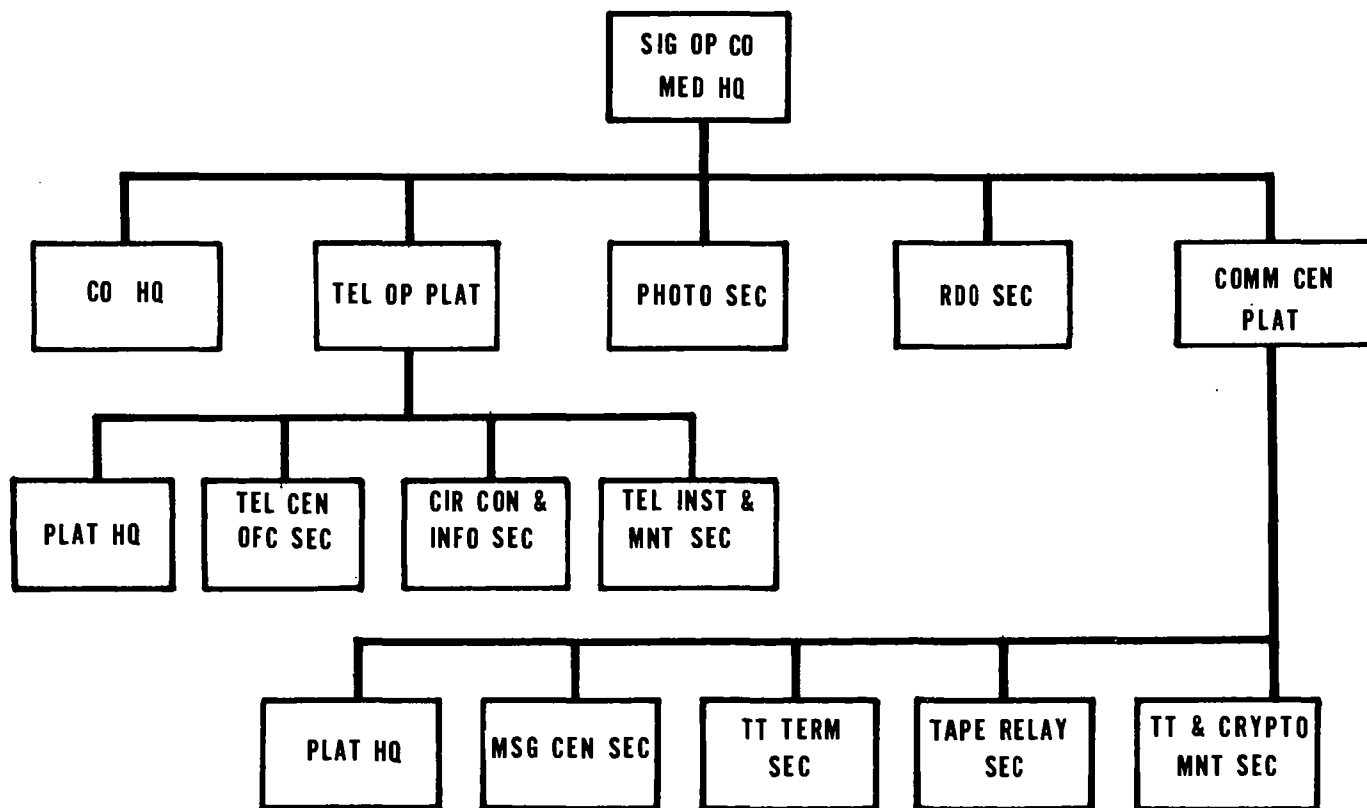 SIG OP CO
MED HQ
CO HQ
TEL OP PLAT
PHOTO SEC
RDO SEC
COMM CEN
PLAT
PLAT HQ
TEL CEN
OFC SEC
CIR CON &
INFO SEC
TEL INST &
MNT SEC
PLAT HQ
MSG CEN SEC
TT TERM
SEC
TAPE RELAY
SEC
TT & CRYPTO
MNT SEC